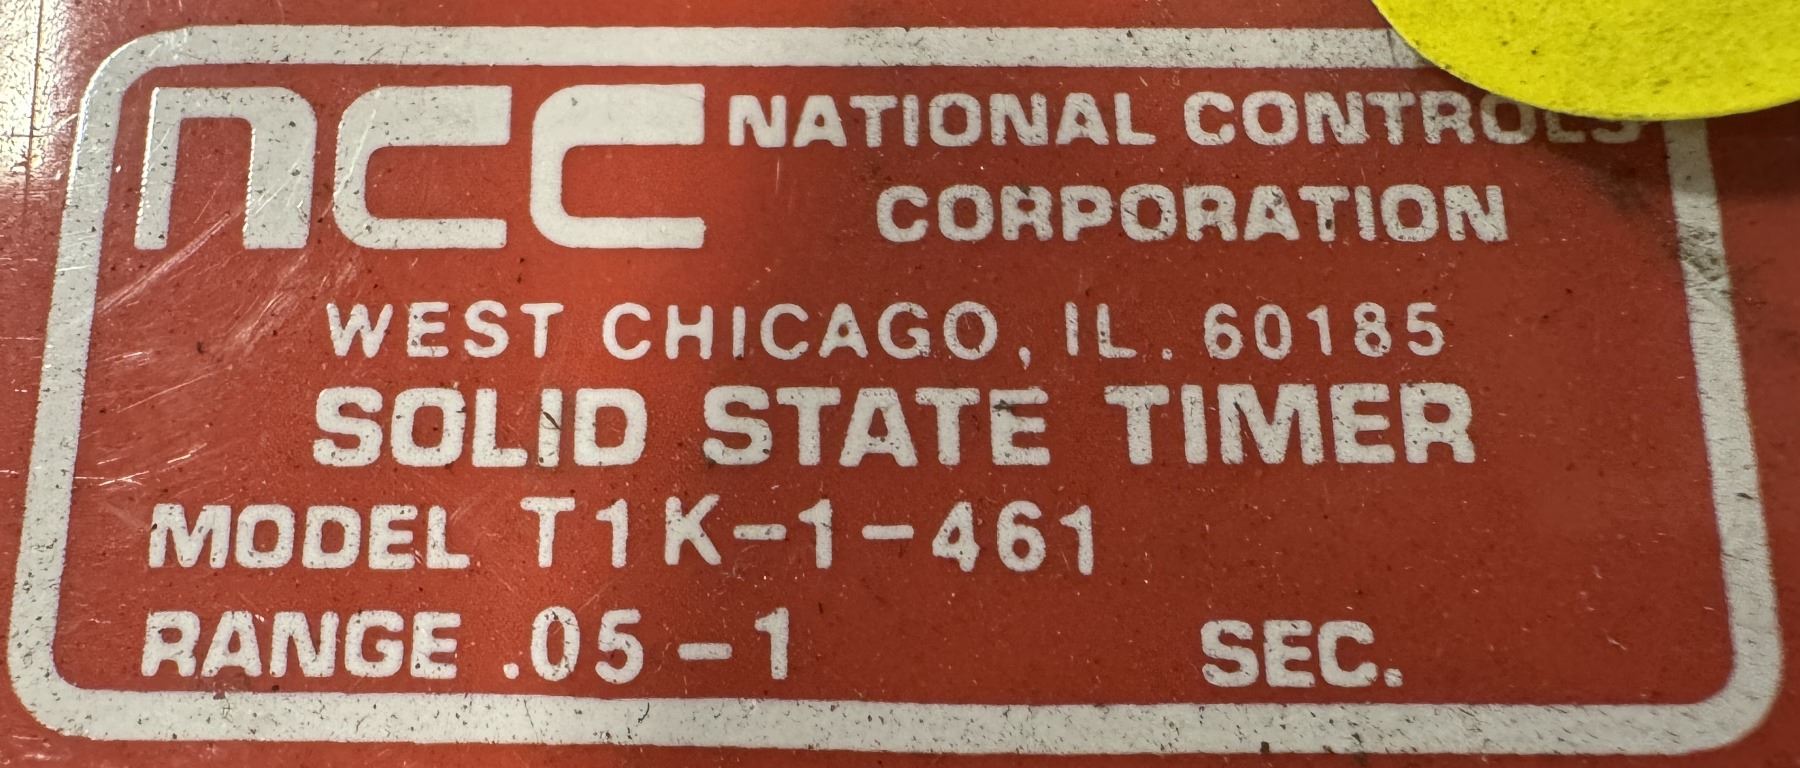 ncc NATIONAL CONTROLS
CORPORATION
WEST CHICAGO, IL. 60185
SOLID STATE TIMER
MODEL T1K-1-461
RANGE .05-1 SEC.